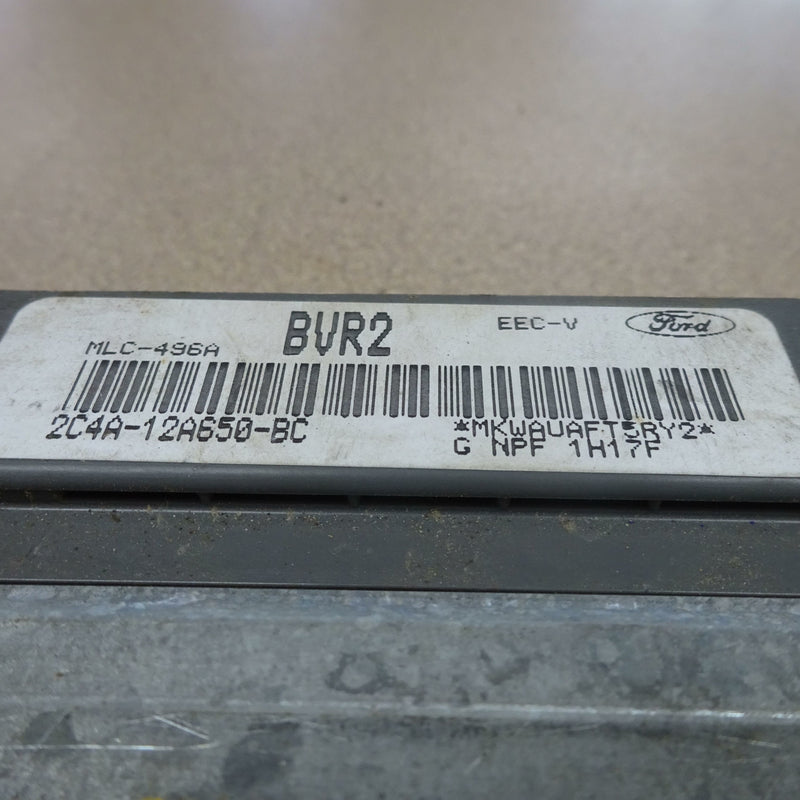 BVR2 EEC-V Ford
MLC-496A
2C4A-12A650-BC *MKWAUAFT5RY2*
G NPF 1H17F